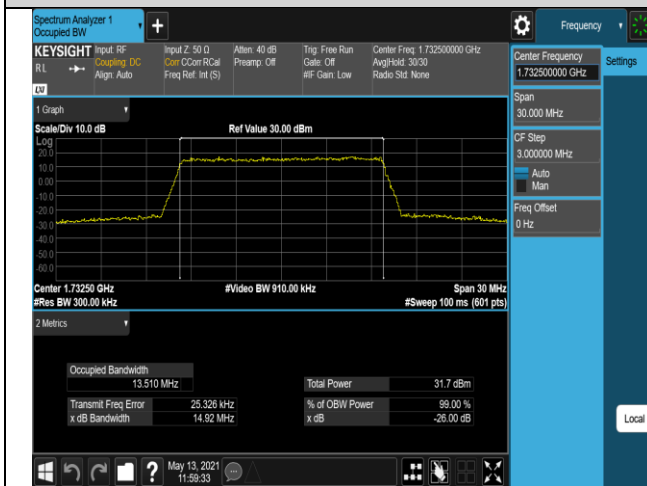 Spectrum Analyzer 1
Occupied BW
Frequency
KEYSIGHT
RL
LXI
Input: RF
Coupling: DC
Align: Auto
Input Z: 50 Ω
Corr CCorr RCal
Freq Ref: Int (S)
Atten: 40 dB
Preamp: Off
Trig: Free Run
Gate: Off
#IF Gain: Low
Center Freq: 1.732500000 GHz
Avg|Hold: 30/30
Radio Std: None
Center Frequency
1.732500000 GHz
Settings
Span
30.000 MHz
CF Step
3.000000 MHz
Auto
Man
Freq Offset
0 Hz
Local
1 Graph
Scale/Div 10.0 dB
Ref Value 30.00 dBm
Log
20.0
10.0
0.00
-10.0
-20.0
-30.0
-40.0
-50.0
-60.0
Center 1.73250 GHz
#Video BW 910.00 kHz
Span 30 MHz
#Res BW 300.00 kHz
#Sweep 100 ms (601 pts)
2 Metrics
Occupied Bandwidth
13.510 MHz
Total Power 31.7 dBm
Transmit Freq Error 25.326 kHz
% of OBW Power 99.00 %
x dB Bandwidth 14.92 MHz
x dB -26.00 dB
May 13, 2021
11:59:33